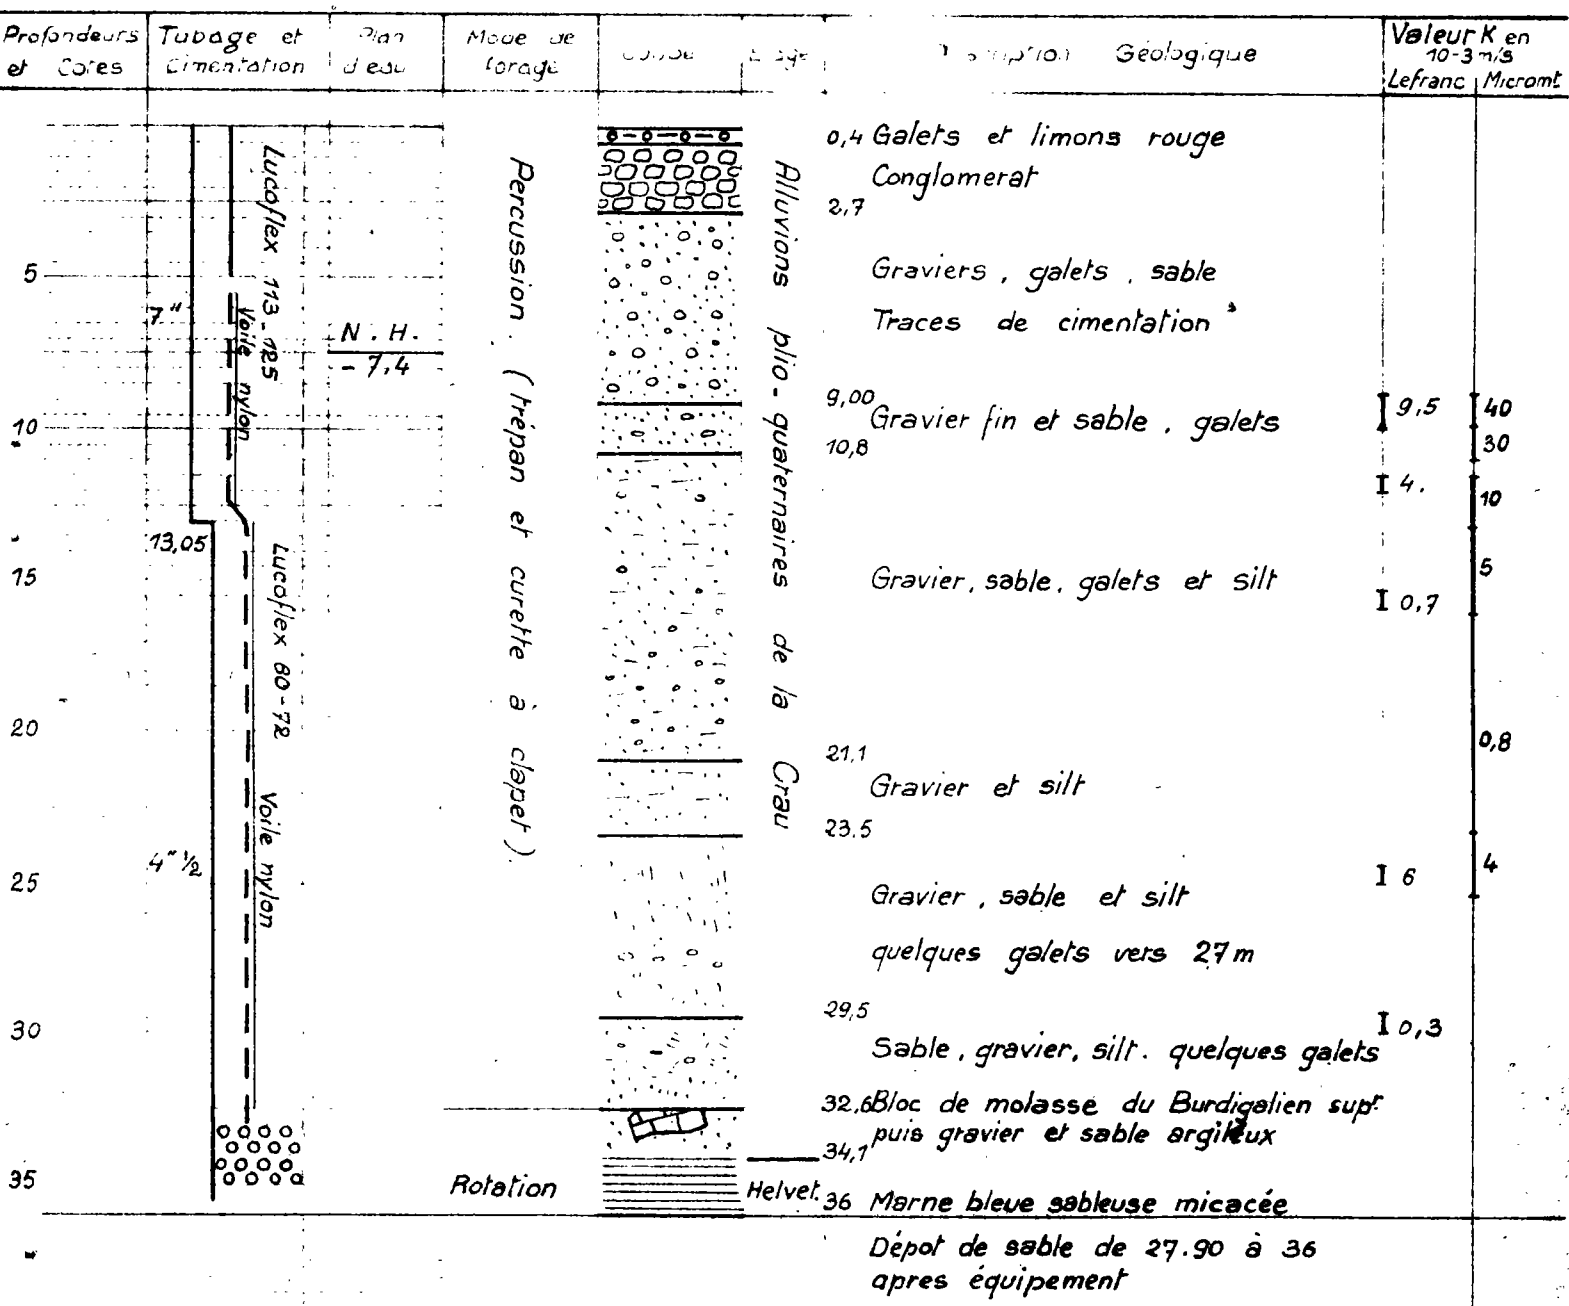 Profondeurs et Cotes
Tubage et Cimentation
Plan d'eau
Mode de forage
Géologique
Valeur K en 10-3 m/s
Lefranc Micromt.
0,4 Galets et limons rouge
Conglomerat
2,7
Graviers, galets, sable
Traces de cimentation
9,00
Gravier fin et sable, galets
10,8
Gravier, sable, galets et silt
21,1
Gravier et silt
23.5
Gravier, sable et silt
quelques galets vers 27 m
29,5
Sable, gravier, silt. quelques galets
32,6 Bloc de molasse du Burdigalien supr.
puis gravier et sable argileux
34,1
36 Marne bleue sableuse micacée
Dépot de sable de 27.90 à 36
apres équipement
5
10
15
20
25
30
35
7"
13,05
4" 1/2
Lucoflex 113-125
Voile nylon
Lucoflex 80-72
Voile nylon
N. H.
- 7,4
Percussion. (trépan et curette à clapet).
Rotation
Alluvions plio-quaternaires de la Crau
Helvet.
9,5
4.
0,7
6
0,3
40
30
10
5
0,8
4